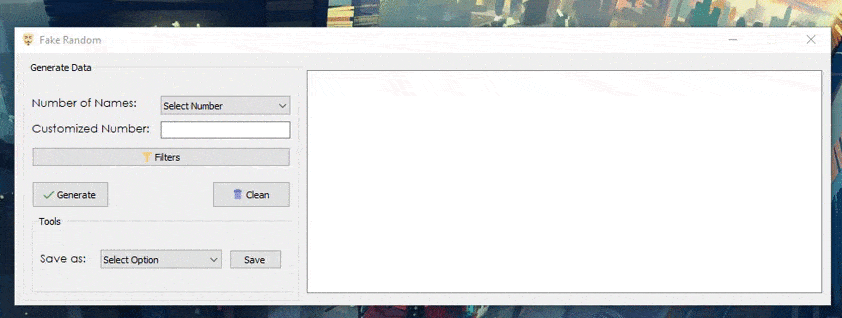 Fake Random
Generate Data
Number of Names:
Select Number
Customized Number:
Filters
Generate
Clean
Tools
Save as:
Select Option
Save